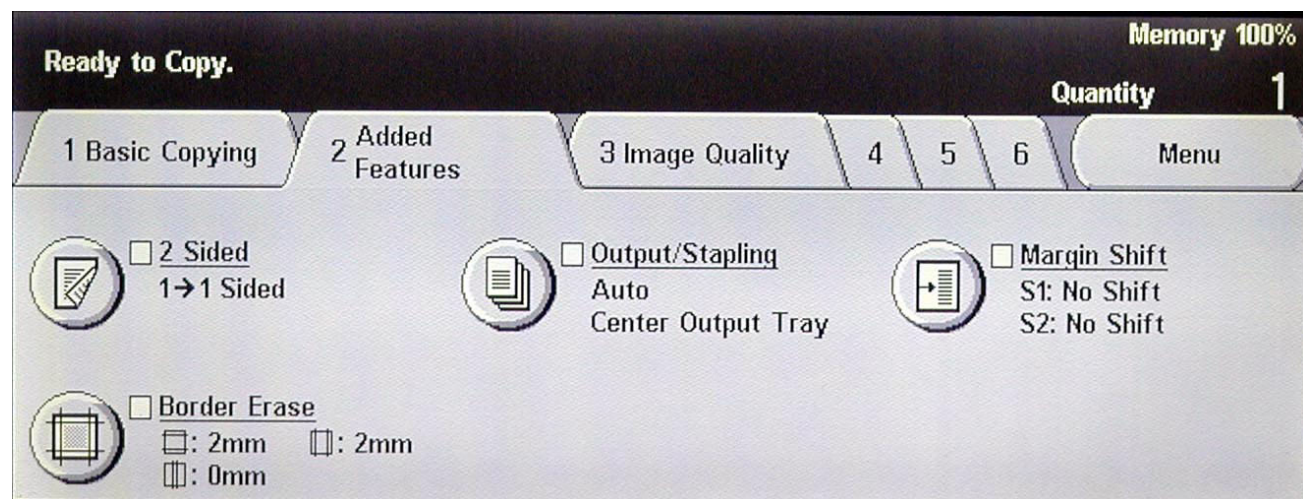 Memory 100%
Ready to Copy.
Quantity 1
1 Basic Copying
2 Added
Features
3 Image Quality
4
5
6
Menu
2 Sided
1→1 Sided
Output/Stapling
Auto
Center Output Tray
Margin Shift
S1: No Shift
S2: No Shift
Border Erase
: 2mm : 2mm
: 0mm